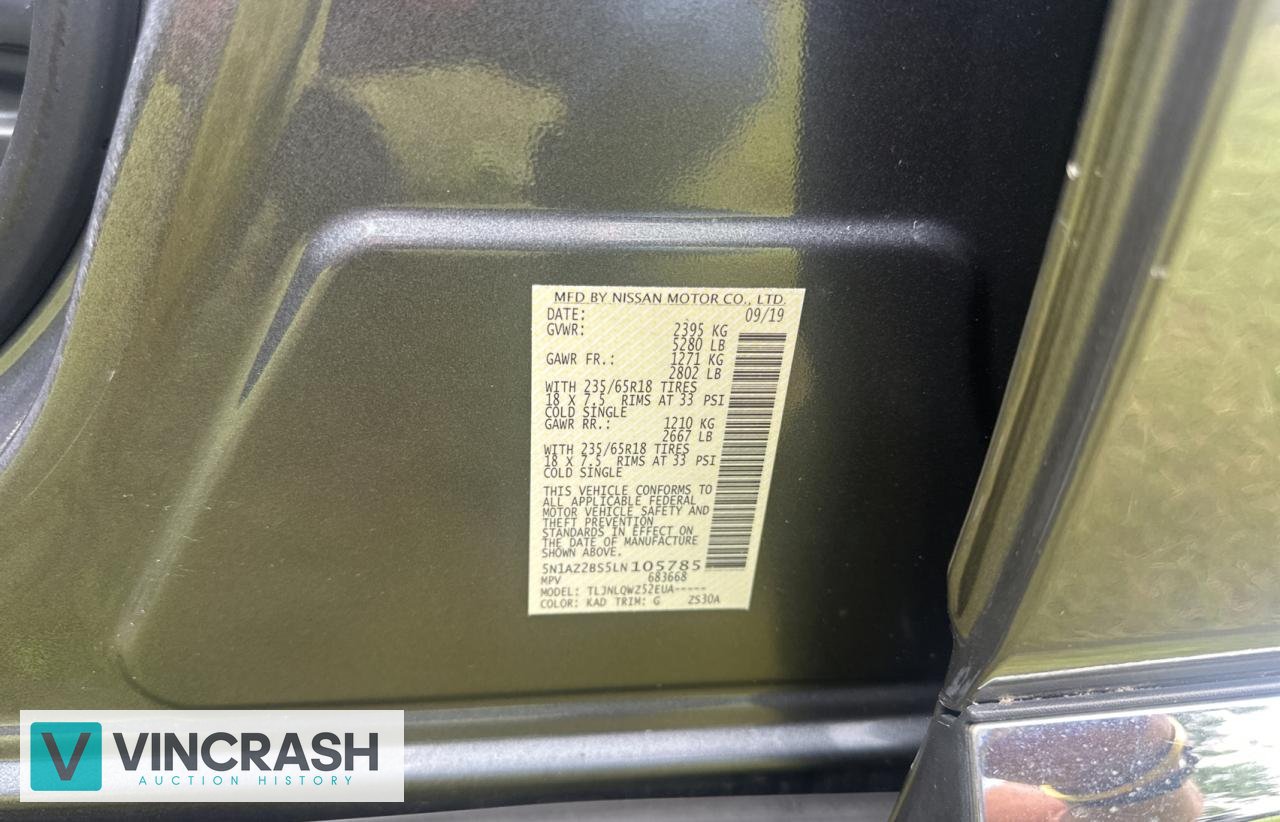 MFD BY NISSAN MOTOR CO., LTD.
DATE: 09/19
GVWR: 2395 KG
5280 LB
GAWR FR.: 1271 KG
2802 LB
WITH 235/65R18 TIRES
18 X 7.5 RIMS AT 33 PSI
COLD SINGLE
GAWR RR.: 1210 KG
2667 LB
WITH 235/65R18 TIRES
18 X 7.5 RIMS AT 33 PSI
COLD SINGLE
THIS VEHICLE CONFORMS TO
ALL APPLICABLE FEDERAL
MOTOR VEHICLE SAFETY AND
THEFT PREVENTION
STANDARDS IN EFFECT ON
THE DATE OF MANUFACTURE
SHOWN ABOVE.
5N1AZ2BS5LN105785
MPV 683668
MODEL: TLJNLQWZ52EUA-----
COLOR: KAD TRIM: G ZS30A
VINCRASH
AUCTION HISTORY